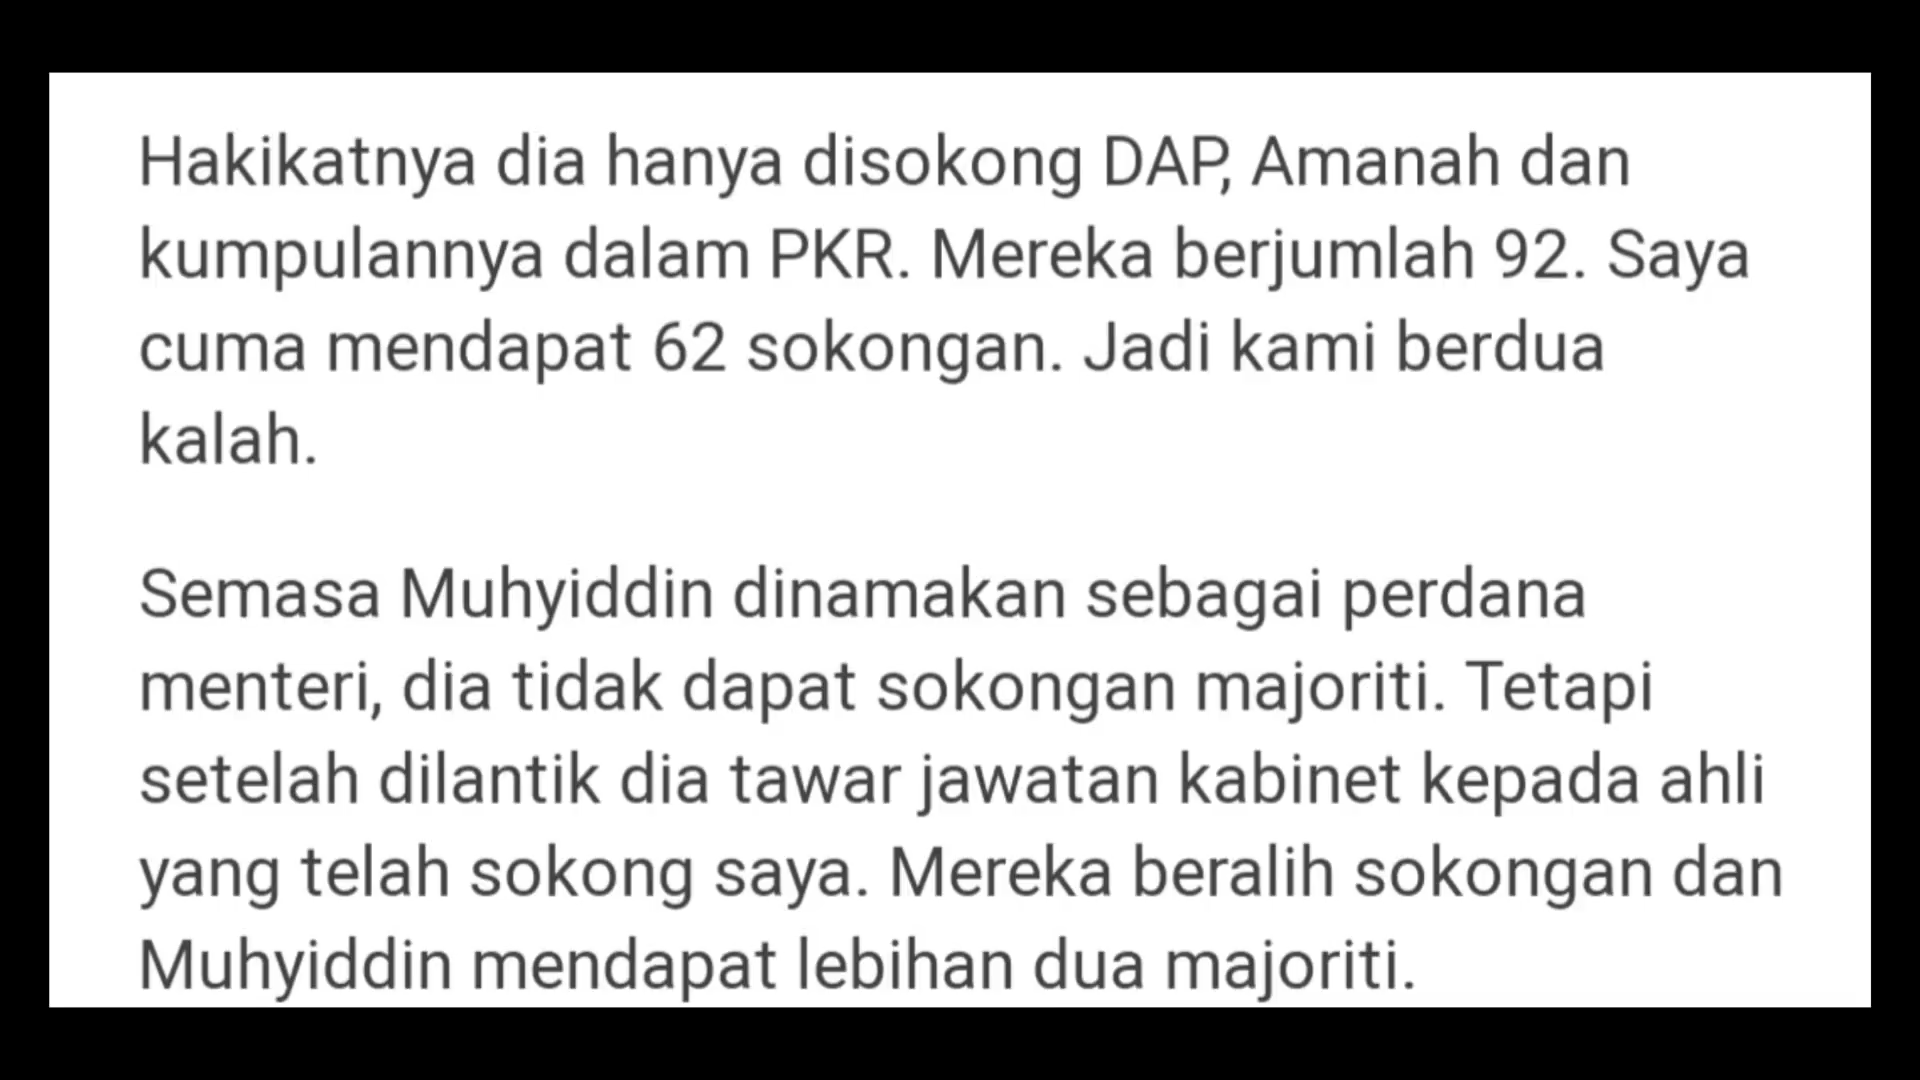 Hakikatnya dia hanya disokong DAP, Amanah dan
kumpulannya dalam PKR. Mereka berjumlah 92. Saya
cuma mendapat 62 sokongan. Jadi kami berdua
kalah.
Semasa Muhyiddin dinamakan sebagai perdana
menteri, dia tidak dapat sokongan majoriti. Tetapi
setelah dilantik dia tawar jawatan kabinet kepada ahli
yang telah sokong saya. Mereka beralih sokongan dan
Muhyiddin mendapat lebihan dua majoriti.